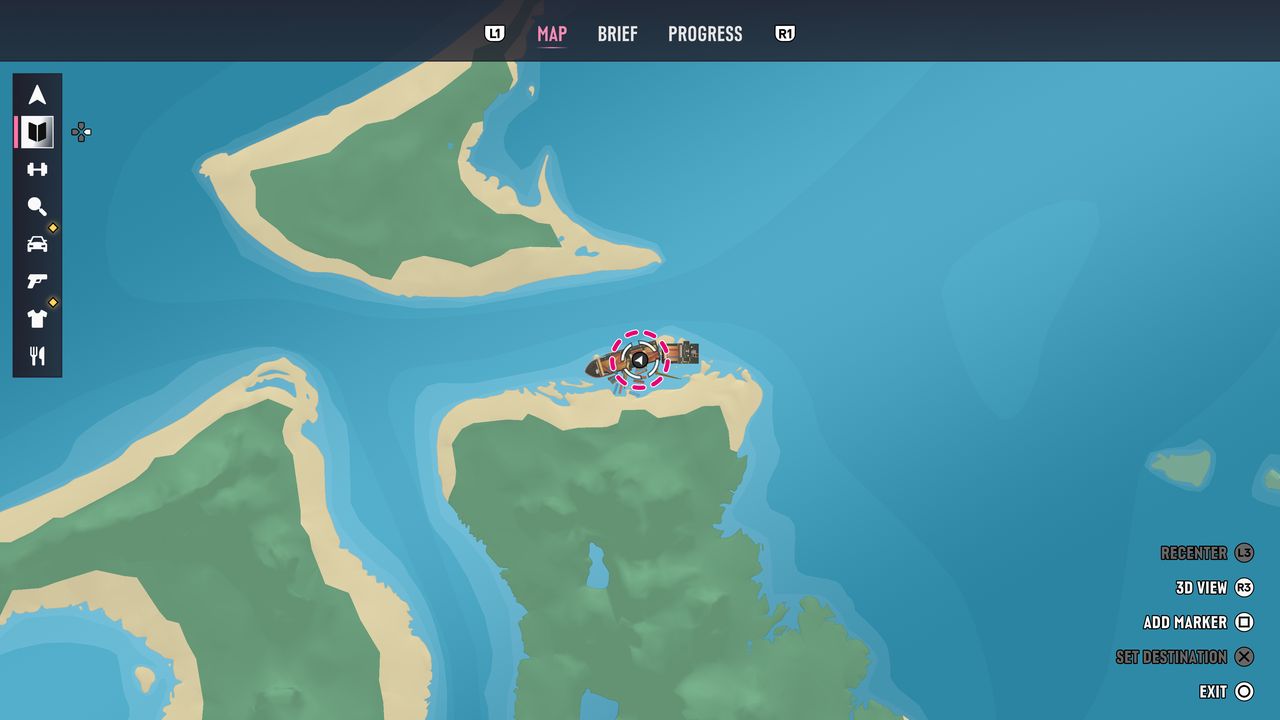 L1 MAP BRIEF PROGRESS R1
RECENTER L3
3D VIEW R3
ADD MARKER
SET DESTINATION
EXIT